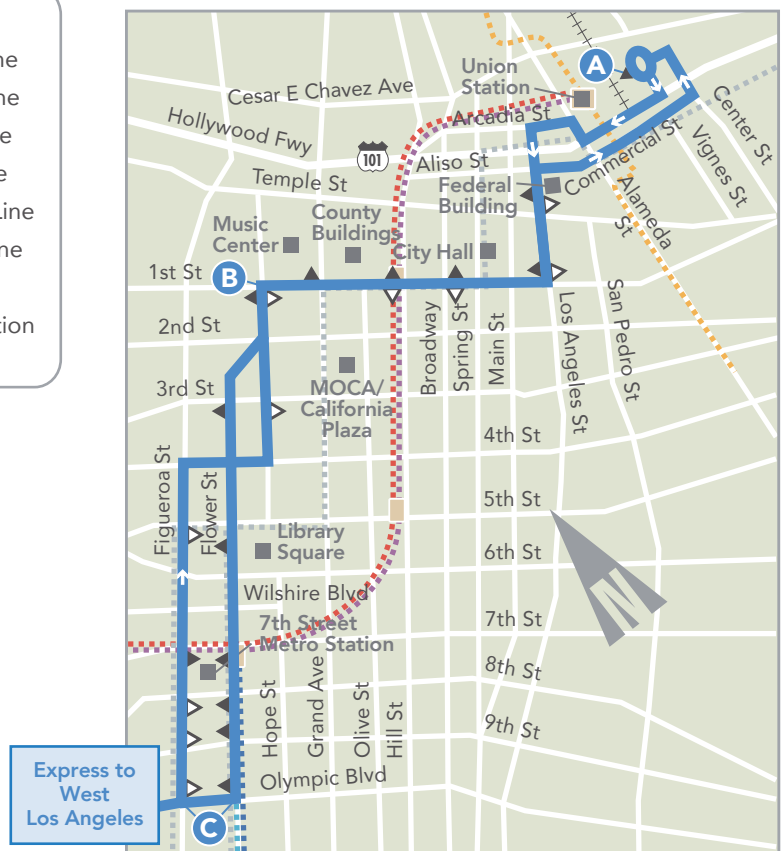 ne
ne
e
e
Line
ne
tion
A
Union
Station
Cesar E Chavez Ave
Arcadia St
Center St
Hollywood Fwy
101
Aliso St
Commercial St
Vignes St
Temple St
Federal
Building
Alameda
St
Music
Center
County
Buildings
City Hall
1st St
B
2nd St
Broadway
Spring St
Main St
Los Angeles St
San Pedro St
3rd St
MOCA/
California
Plaza
4th St
Figueroa St
Flower St
5th St
Library
Square
6th St
N
Wilshire Blvd
7th Street
Metro Station
7th St
8th St
Hope St
Grand Ave
Olive St
Hill St
9th St
Express to
West
Los Angeles
Olympic Blvd
C